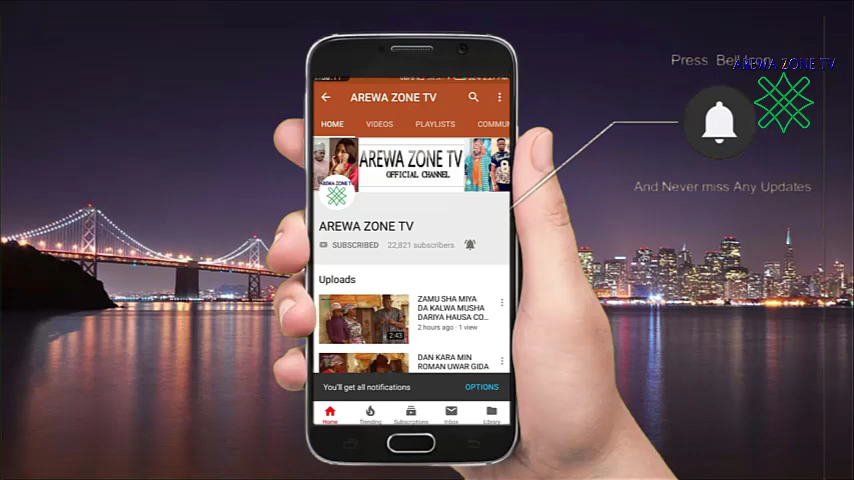 Press Bell Icon
AREWA ZONE TV
And Never miss Any Updates
AREWA ZONE TV
HOME VIDEOS PLAYLISTS COMMUN
AREWA ZONE TV
OFFICIAL CHANNEL
AREWA ZONE TV
AREWA ZONE TV
SUBSCRIBED 22,821 subscribers
Uploads
ZAMU SHA MIYA
DA KALWA MUSHA
DARIYA HAUSA CO...
2 hours ago · 1 view
2:43
DAN KARA MIN
ROMAN UWAR GIDA
You'll get all notifications OPTIONS
Home Trending Subscriptions Inbox Library